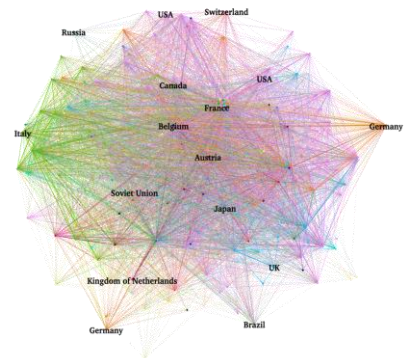 USA
Switzerland
Russia
Canada
USA
France
Italy
Belgium
Germany
Austria
Soviet Union
Japan
UK
Kingdom of Netherlands
Germany
Brazil